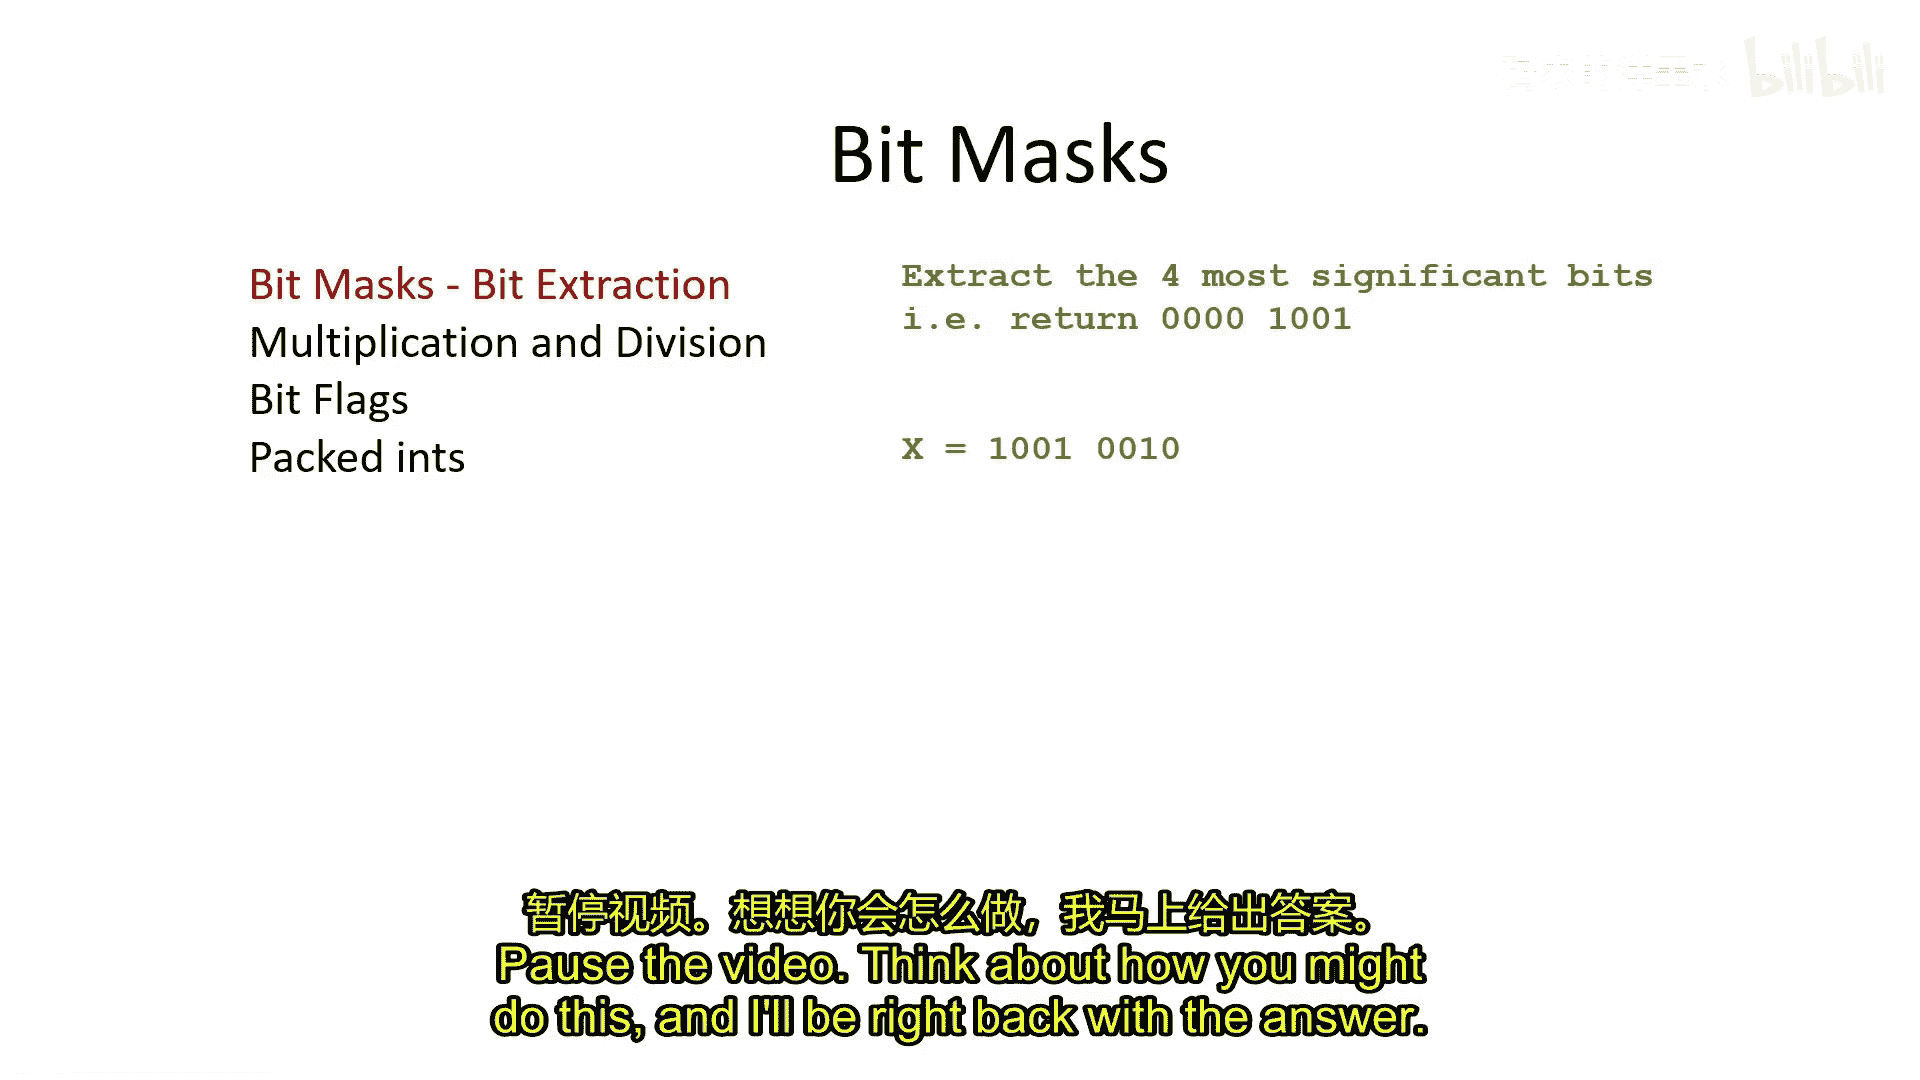 bilibili
Bit Masks
Bit Masks - Bit Extraction
Multiplication and Division
Bit Flags
Packed ints
Extract the 4 most significant bits
i.e. return 0000 1001
X = 1001 0010
暂停视频。想想你会怎么做，我马上给出答案。
Pause the video. Think about how you might
do this, and I'll be right back with the answer.